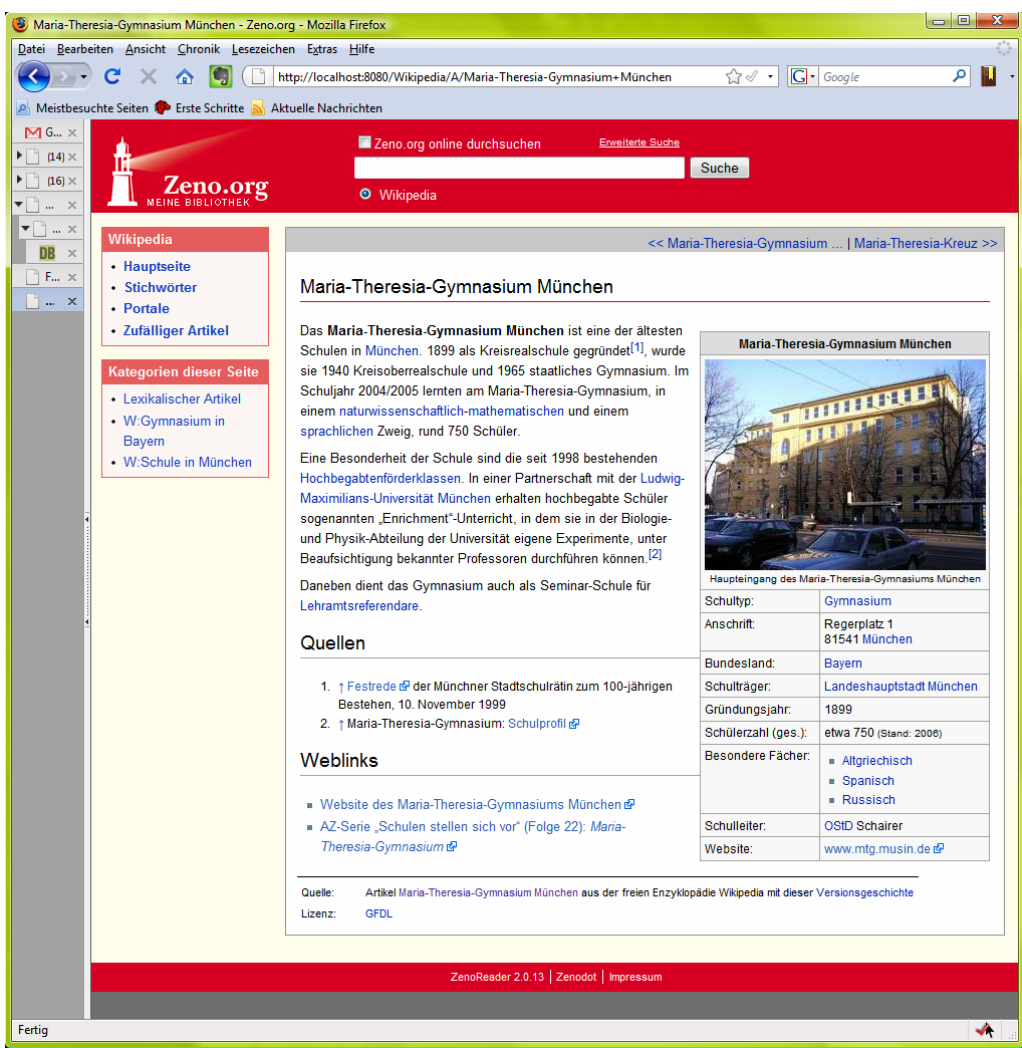 Maria-Theresia-Gymnasium München - Zeno.org - Mozilla Firefox
Datei Bearbeiten Ansicht Chronik Lesezeichen Extras Hilfe
http://localhost:8080/Wikipedia/A/Maria-Theresia-Gymnasium+München
Google
Meistbesuchte Seiten Erste Schritte Aktuelle Nachrichten
G...
(14)
(16)
...
...
DB
F...
...
Zeno.org
MEINE BIBLIOTHEK
Zeno.org online durchsuchen Erweiterte Suche
Suche
Wikipedia
Wikipedia
Hauptseite
Stichwörter
Portale
Zufälliger Artikel
Kategorien dieser Seite
Lexikalischer Artikel
W:Gymnasium in
Bayern
W:Schule in München
<< Maria-Theresia-Gymnasium ... | Maria-Theresia-Kreuz >>
Maria-Theresia-Gymnasium München
Das Maria-Theresia-Gymnasium München ist eine der ältesten
Schulen in München. 1899 als Kreisrealschule gegründet[1], wurde
sie 1940 Kreisoberrealschule und 1965 staatliches Gymnasium. Im
Schuljahr 2004/2005 lernten am Maria-Theresia-Gymnasium, in
einem naturwissenschaftlich-mathematischen und einem
sprachlichen Zweig, rund 750 Schüler.
Eine Besonderheit der Schule sind die seit 1998 bestehenden
Hochbegabtenförderklassen. In einer Partnerschaft mit der Ludwig-
Maximilians-Universität München erhalten hochbegabte Schüler
sogenannten „Enrichment“-Unterricht, in dem sie in der Biologie-
und Physik-Abteilung der Universität eigene Experimente, unter
Beaufsichtigung bekannter Professoren durchführen können.[2]
Daneben dient das Gymnasium auch als Seminar-Schule für
Lehramtsreferendare.
Quellen
1. ↑ Festrede der Münchner Stadtschulrätin zum 100-jährigen
Bestehen, 10. November 1999
2. ↑ Maria-Theresia-Gymnasium: Schulprofil
Weblinks
Website des Maria-Theresia-Gymnasiums München
AZ-Serie „Schulen stellen sich vor“ (Folge 22): Maria-
Theresia-Gymnasium
Maria-Theresia-Gymnasium München
Haupteingang des Maria-Theresia-Gymnasiums München
Schultyp: Gymnasium
Anschrift: Regerplatz 1
81541 München
Bundesland: Bayern
Schulträger: Landeshauptstadt München
Gründungsjahr: 1899
Schülerzahl (ges.): etwa 750 (Stand: 2006)
Besondere Fächer: Altgriechisch
Spanisch
Russisch
Schulleiter: OStD Schairer
Website: www.mtg.musin.de
Quelle: Artikel Maria-Theresia-Gymnasium München aus der freien Enzyklopädie Wikipedia mit dieser Versionsgeschichte
Lizenz: GFDL
ZenoReader 2.0.13 | Zenodot | Impressum
Fertig